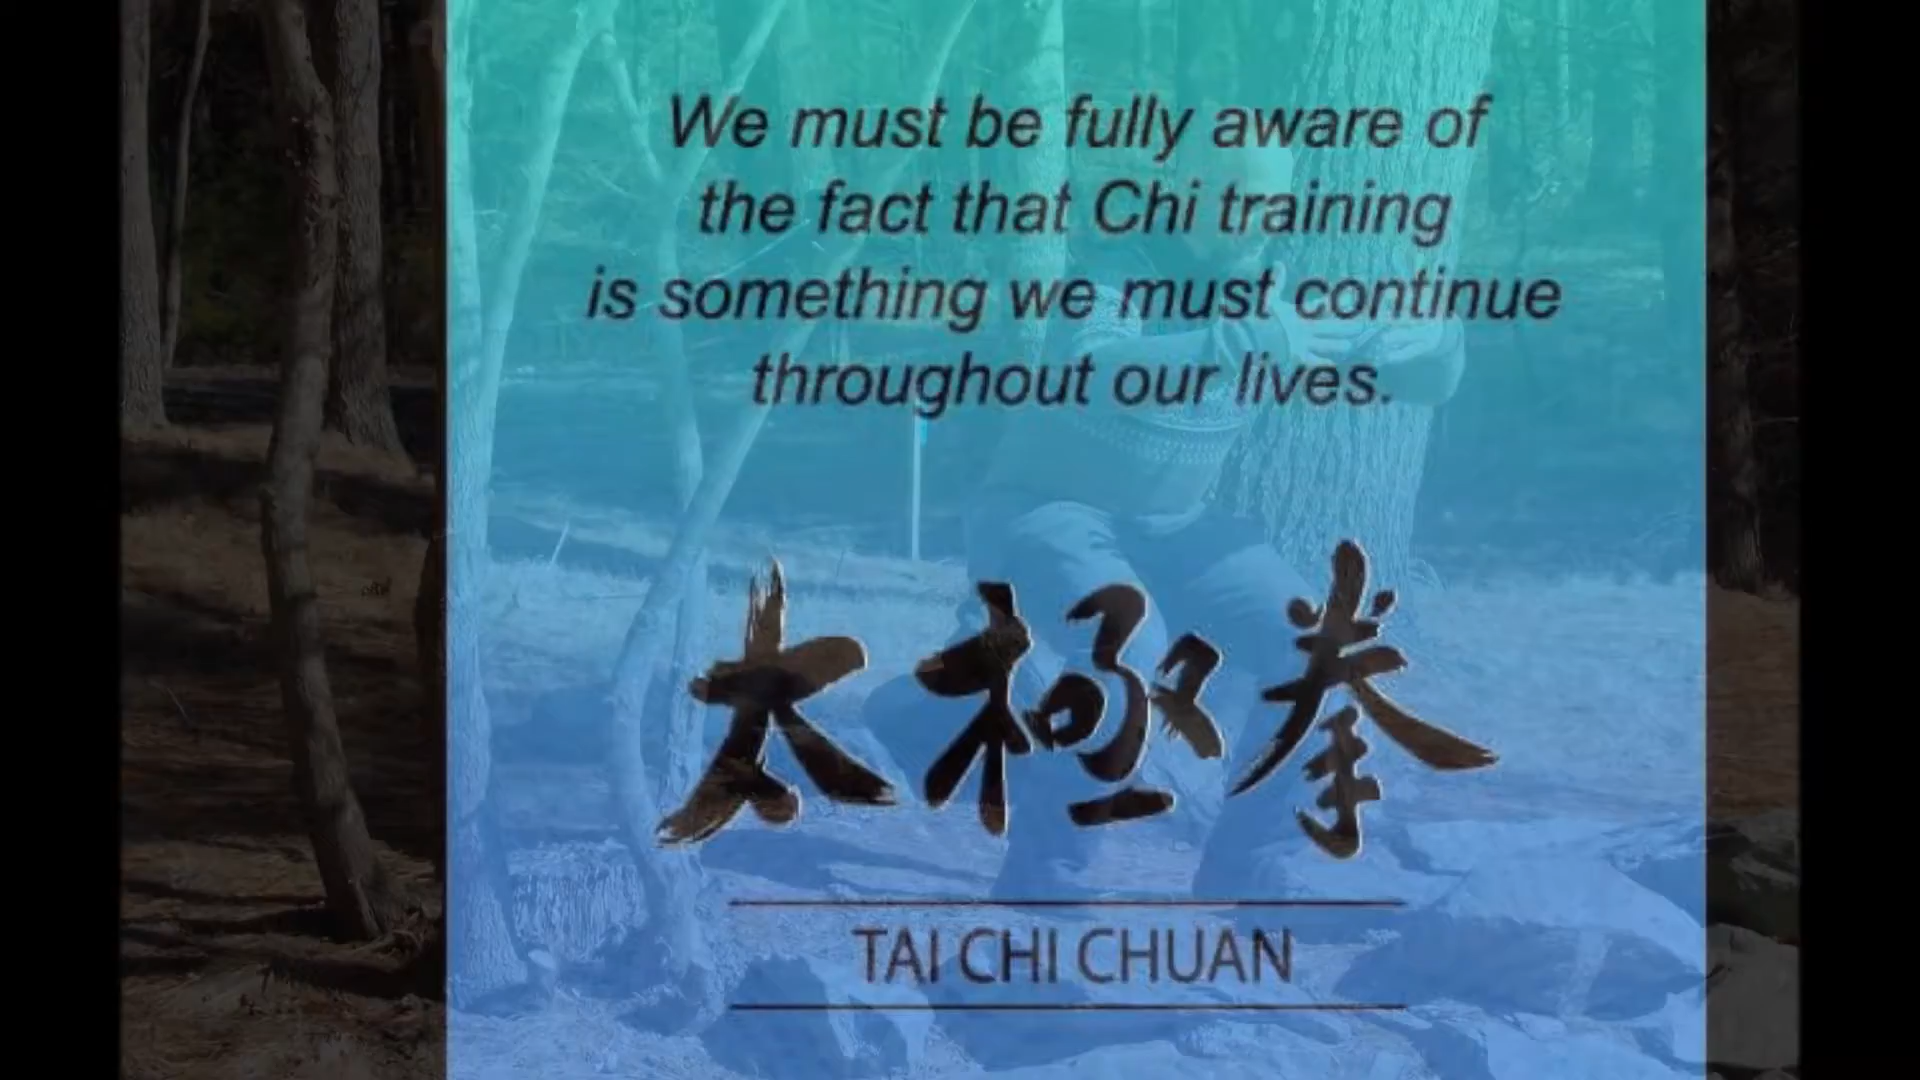 We must be fully aware of
the fact that Chi training
is something we must continue
throughout our lives.
太極拳
TAI CHI CHUAN